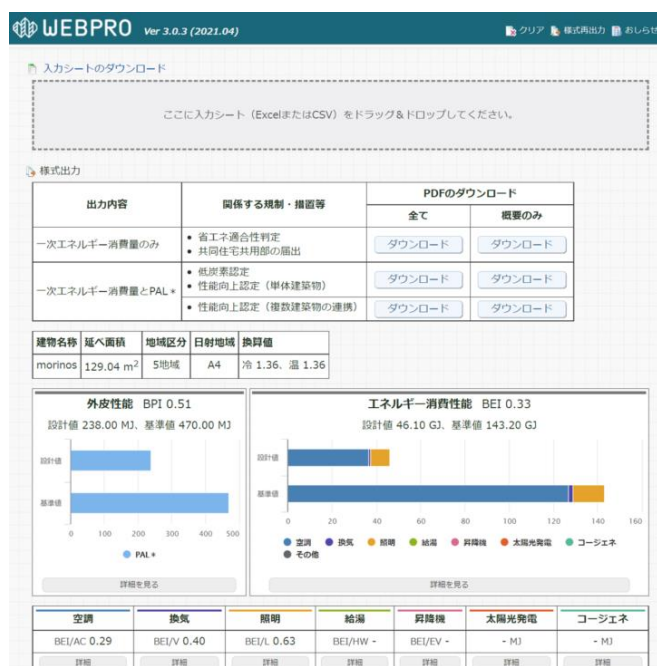 WEBPRO Ver 3.0.3 (2021.04)
クリア 様式再出力 おしらせ
入力シートのダウンロード
ここに入力シート（ExcelまたはCSV）をドラッグ＆ドロップしてください。
様式出力
出力内容 関係する規制・措置等 PDFのダウンロード
全て 概要のみ
一次エネルギー消費量のみ
• 省エネ適合性判定
• 共同住宅共用部の届出
ダウンロード ダウンロード
一次エネルギー消費量とPAL＊
• 低炭素認定
• 性能向上認定（単体建築物）
ダウンロード ダウンロード
• 性能向上認定（複数建築物の連携）
ダウンロード ダウンロード
建物名称 延べ面積 地域区分 日射地域 換算値
morinos 129.04 m2 5地域 A4 冷 1.36、温 1.36
外皮性能 BPI 0.51
設計値 238.00 MJ、基準値 470.00 MJ
設計値
基準値
0 100 200 300 400 500
PAL＊
詳細を見る
エネルギー消費性能 BEI 0.33
設計値 46.10 GJ、基準値 143.20 GJ
設計値
基準値
0 20 40 60 80 100 120 140 160
空調 換気 照明 給湯 昇降機 太陽光発電 コージェネ
その他
詳細を見る
空調 換気 照明 給湯 昇降機 太陽光発電 コージェネ
BEI/AC 0.29 BEI/V 0.40 BEI/L 0.63 BEI/HW - BEI/EV - - MJ - MJ
詳細 詳細 詳細 詳細 詳細 詳細 詳細